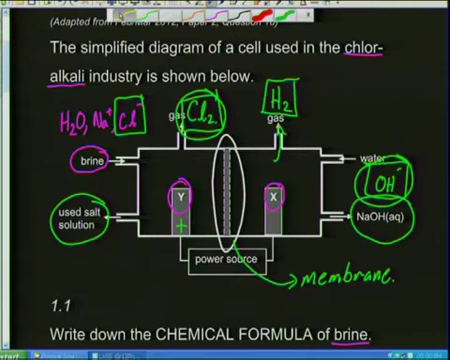 (Adapted from February 2012, Paper 2, Question 10)
The simplified diagram of a cell used in the chlor-
alkali industry is shown below.
H2O, Na+ Cl-
gas Cl2
H2
gas
brine
water
OH-
used salt
solution
Y
+
X
NaOH(aq)
power source
membrane.
1.1
Write down the CHEMICAL FORMULA of brine.
start